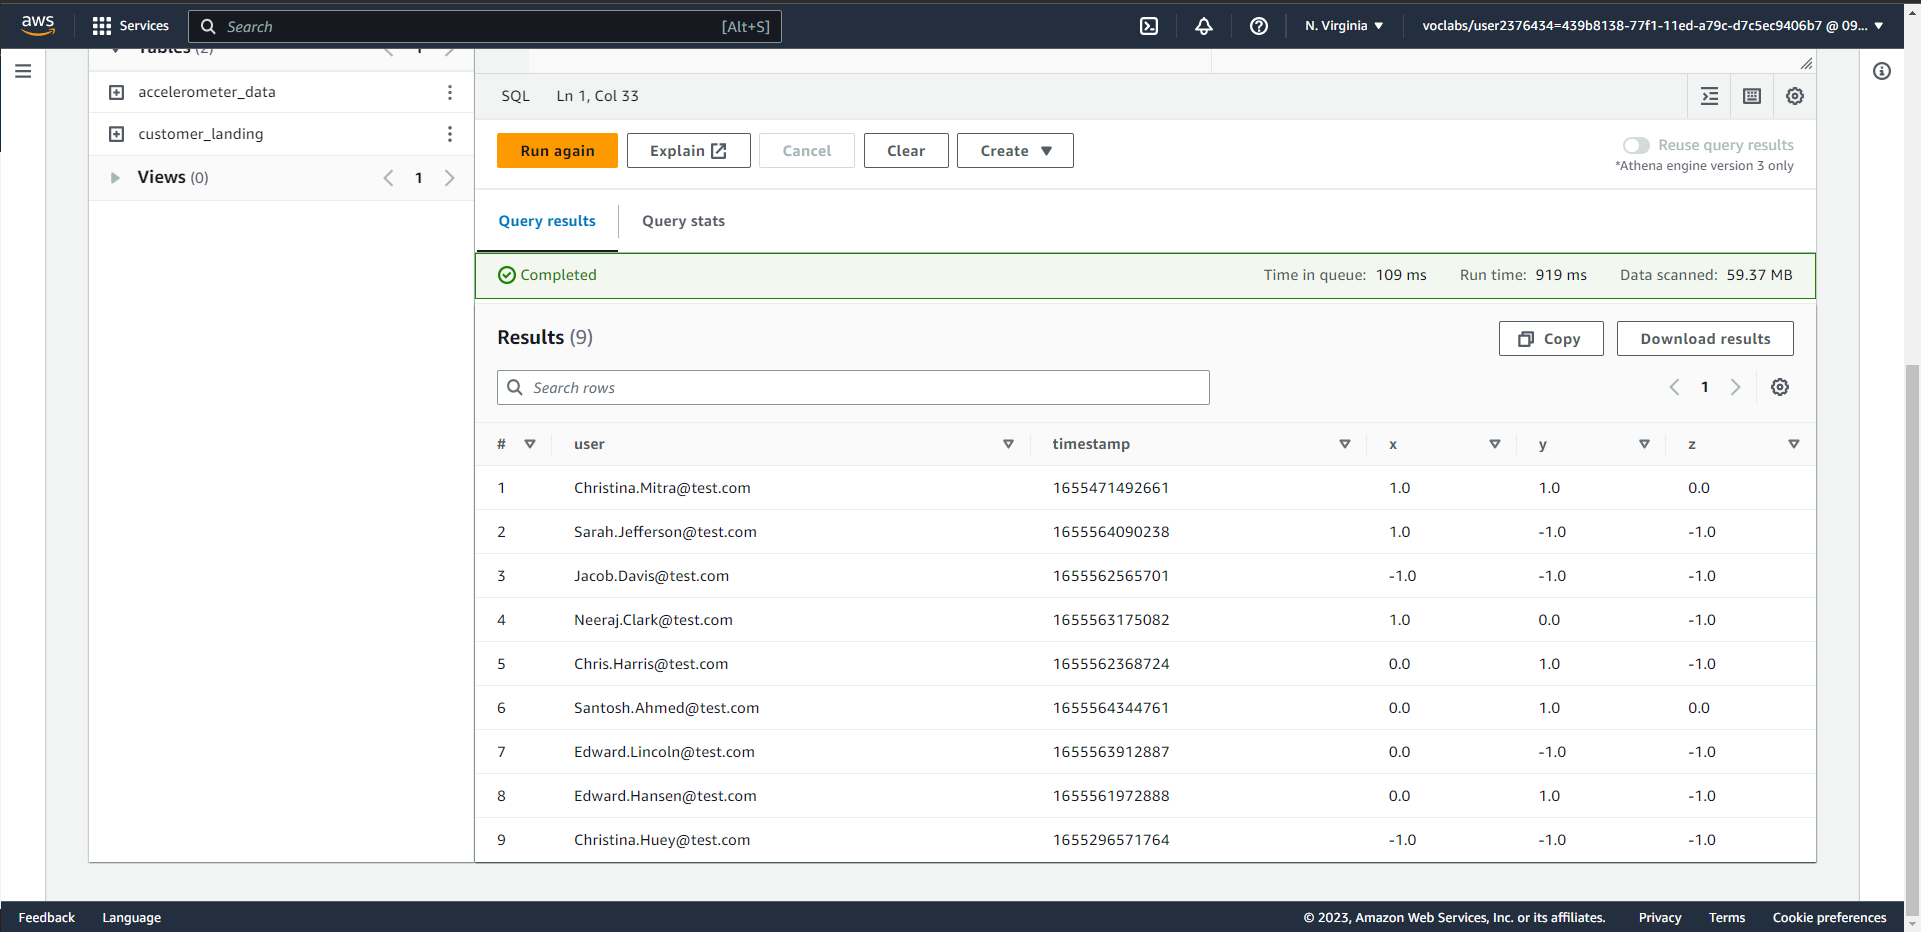 aws Services Search [Alt+S] N. Virginia voclabs/user2376434=439b8138-77f1-11ed-a79c-d7c5ec9406b7 @ 09...
Tables (2) 1
accelerometer_data
customer_landing
Views (0) 1
SQL Ln 1, Col 33
Run again Explain Cancel Clear Create Reuse query results
*Athena engine version 3 only
Query results Query stats
Completed Time in queue: 109 ms Run time: 919 ms Data scanned: 59.37 MB
Results (9) Copy Download results
Search rows 1
# user timestamp x y z
1 Christina.Mitra@test.com 1655471492661 1.0 1.0 0.0
2 Sarah.Jefferson@test.com 1655564090238 1.0 -1.0 -1.0
3 Jacob.Davis@test.com 1655562565701 -1.0 -1.0 -1.0
4 Neeraj.Clark@test.com 1655563175082 1.0 0.0 -1.0
5 Chris.Harris@test.com 1655562368724 0.0 1.0 -1.0
6 Santosh.Ahmed@test.com 1655564344761 0.0 1.0 0.0
7 Edward.Lincoln@test.com 1655563912887 0.0 -1.0 -1.0
8 Edward.Hansen@test.com 1655561972888 0.0 1.0 -1.0
9 Christina.Huey@test.com 1655296571764 -1.0 -1.0 -1.0
Feedback Language © 2023, Amazon Web Services, Inc. or its affiliates. Privacy Terms Cookie preferences